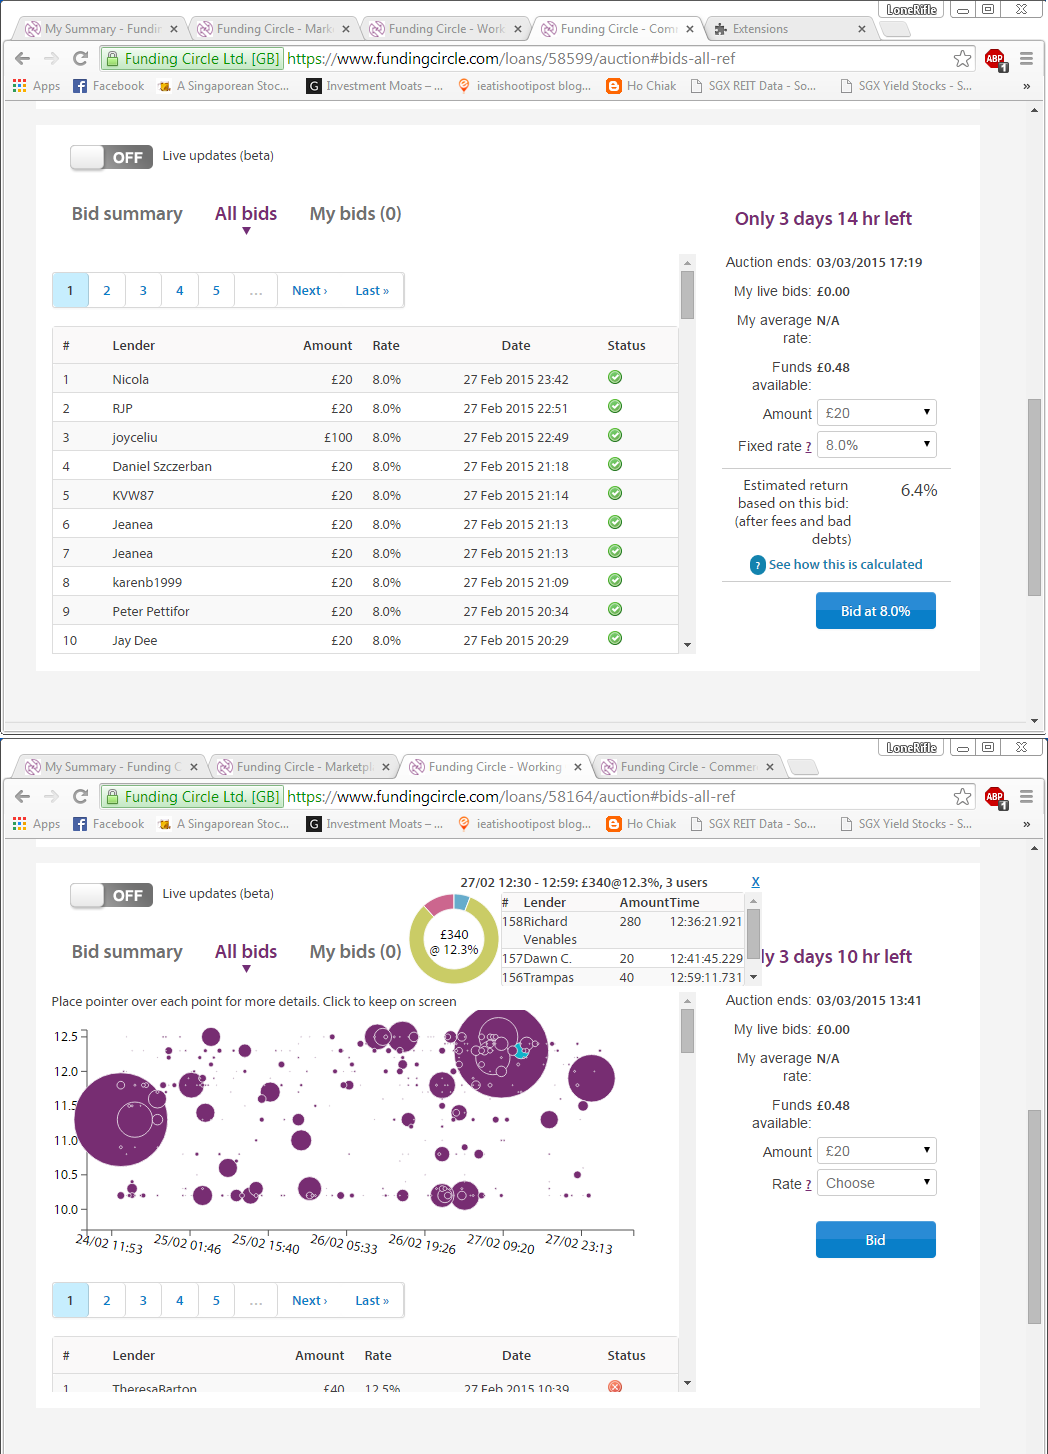 LoneRifle
My Summary - Fundin
Funding Circle - Mark
Funding Circle - Work
Funding Circle - Com
Extensions
Funding Circle Ltd. [GB] https://www.fundingcircle.com/loans/58599/auction#bids-all-ref
ABP 1
Apps Facebook A Singaporean Stoc... Investment Moats – ... ieatishootipost blog... Ho Chiak SGX REIT Data - So... SGX Yield Stocks - S... »
OFF Live updates (beta)
Bid summary All bids My bids (0)
1 2 3 4 5 ... Next › Last »
# Lender Amount Rate Date Status
1 Nicola £20 8.0% 27 Feb 2015 23:42
2 RJP £20 8.0% 27 Feb 2015 22:51
3 joyceliu £100 8.0% 27 Feb 2015 22:49
4 Daniel Szczerban £20 8.0% 27 Feb 2015 21:18
5 KVW87 £20 8.0% 27 Feb 2015 21:14
6 Jeanea £20 8.0% 27 Feb 2015 21:13
7 Jeanea £20 8.0% 27 Feb 2015 21:13
8 karenb1999 £20 8.0% 27 Feb 2015 21:09
9 Peter Pettifor £20 8.0% 27 Feb 2015 20:34
10 Jay Dee £20 8.0% 27 Feb 2015 20:29
Only 3 days 14 hr left
Auction ends: 03/03/2015 17:19
My live bids: £0.00
My average N/A
rate:
Funds £0.48
available:
Amount £20
Fixed rate ? 8.0%
Estimated return 6.4%
based on this bid:
(after fees and bad
debts)
? See how this is calculated
Bid at 8.0%
LoneRifle
My Summary - Funding C
Funding Circle - Marketpl
Funding Circle - Working
Funding Circle - Commen
Funding Circle Ltd. [GB] https://www.fundingcircle.com/loans/58164/auction#bids-all-ref
ABP 1
Apps Facebook A Singaporean Stoc... G Investment Moats – ... ieatishootipost blog... Ho Chiak SGX REIT Data - So... SGX Yield Stocks - S... »
OFF Live updates (beta)
27/02 12:30 - 12:59: £340@12.3%, 3 users X
# Lender AmountTime
158Richard 280 12:36:21.921
Venables
157Dawn C. 20 12:41:45.229
156Trampas 40 12:59:11.731
£340
@ 12.3%
Bid summary All bids My bids (0)
Place pointer over each point for more details. Click to keep on screen
12.5
12.0
11.5
11.0
10.5
10.0
24/02 11:53 25/02 01:46 25/02 15:40 26/02 05:33 26/02 19:26 27/02 09:20 27/02 23:13
1 2 3 4 5 ... Next › Last »
# Lender Amount Rate Date Status
1 TheresaBarton £40 12.5% 27 Feb 2015 10:39
ly 3 days 10 hr left
Auction ends: 03/03/2015 13:41
My live bids: £0.00
My average N/A
rate:
Funds £0.48
available:
Amount £20
Rate ? Choose
Bid